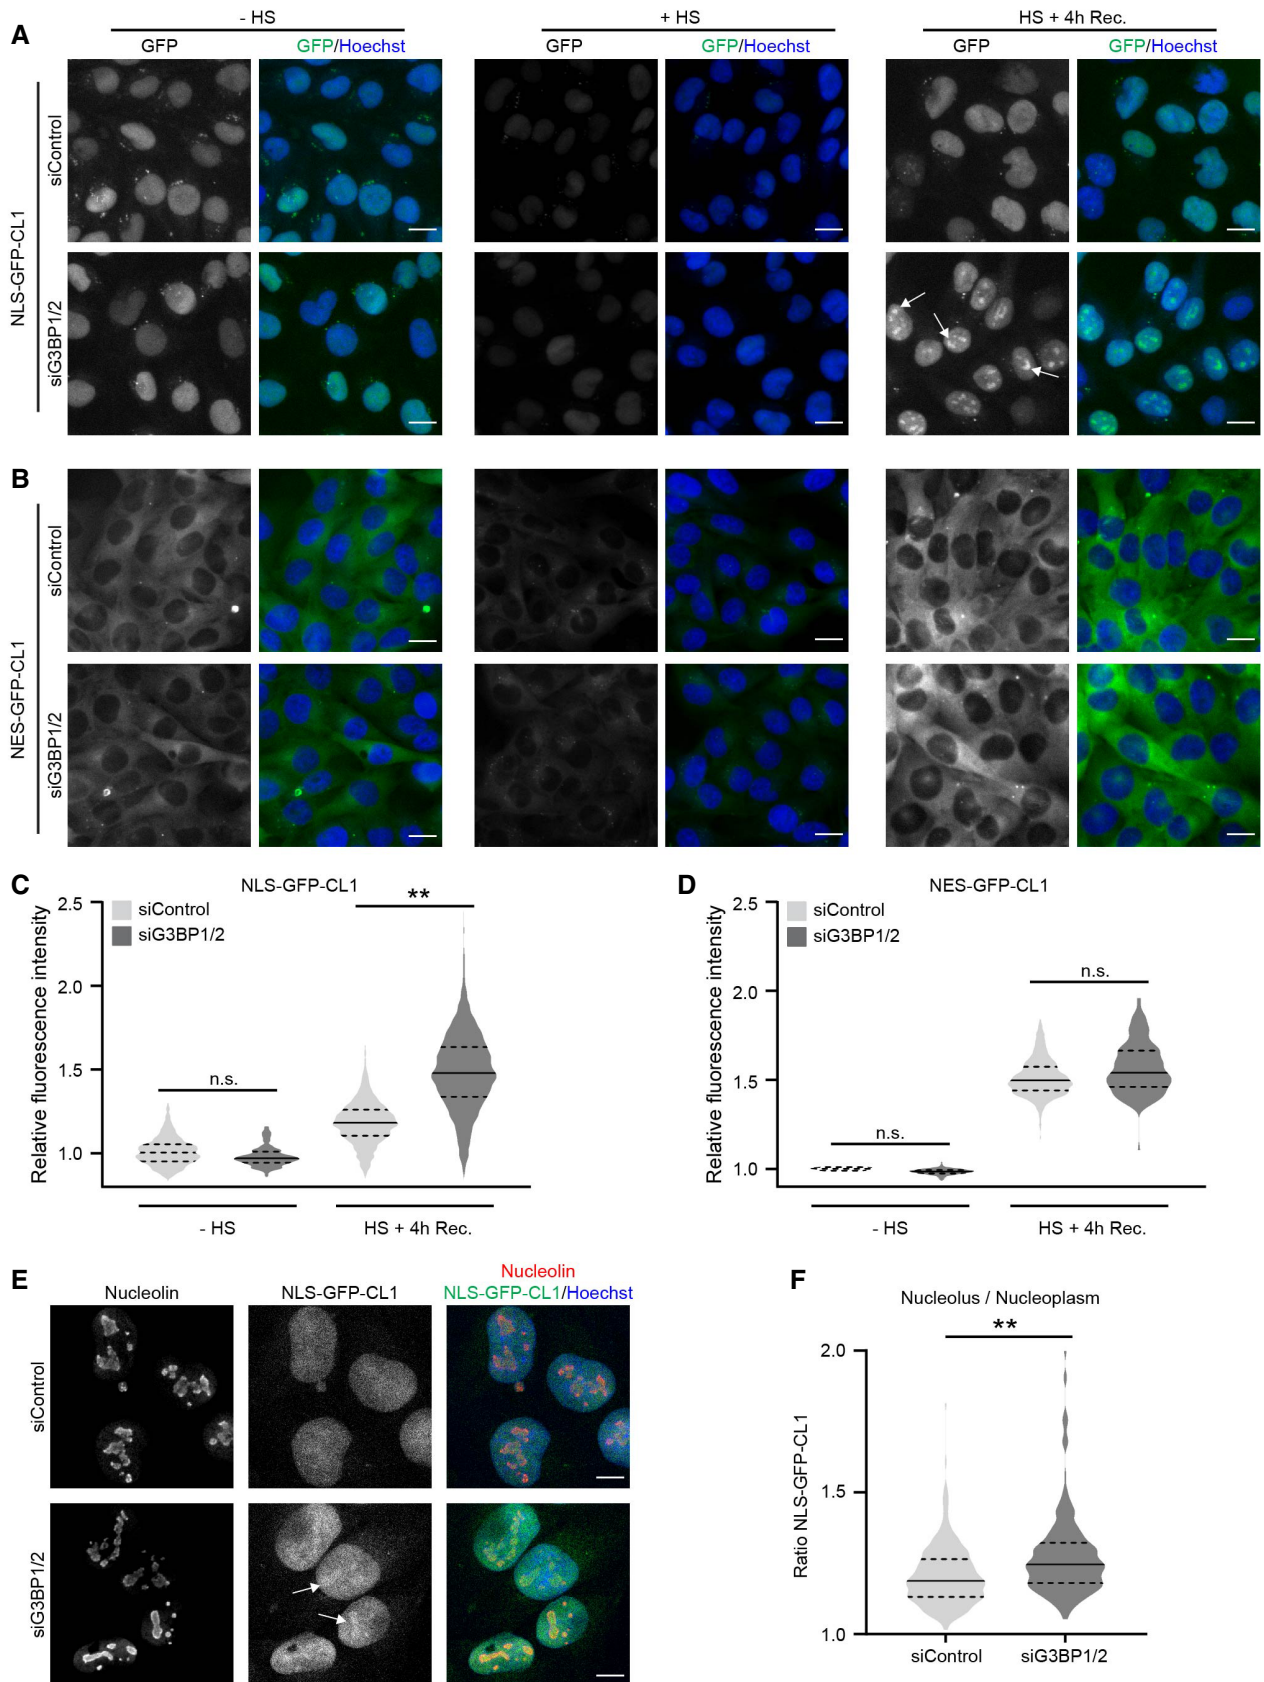 A
- HS
+ HS
HS + 4h Rec.
GFP
GFP/Hoechst
GFP
GFP/Hoechst
GFP
GFP/Hoechst
NLS-GFP-CL1
siControl
siG3BP1/2
B
NES-GFP-CL1
siControl
siG3BP1/2
C
NLS-GFP-CL1
siControl
siG3BP1/2
**
n.s.
Relative fluorescence intensity
2.5
2.0
1.5
1.0
- HS
HS + 4h Rec.
D
NES-GFP-CL1
siControl
siG3BP1/2
n.s.
n.s.
Relative fluorescence intensity
2.5
2.0
1.5
1.0
- HS
HS + 4h Rec.
E
Nucleolin
NLS-GFP-CL1
Nucleolin
NLS-GFP-CL1/Hoechst
siControl
siG3BP1/2
F
Nucleolus / Nucleoplasm
**
Ratio NLS-GFP-CL1
2.0
1.5
1.0
siControl
siG3BP1/2